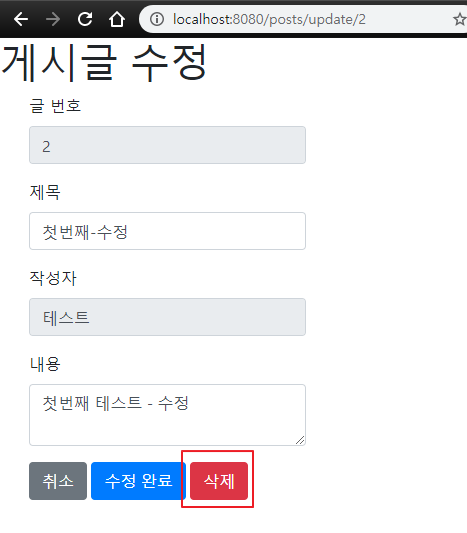 localhost:8080/posts/update/2
게시글 수정
글 번호
2
제목
첫번째-수정
작성자
테스트
내용
첫번째 테스트 - 수정
취소 수정 완료 삭제